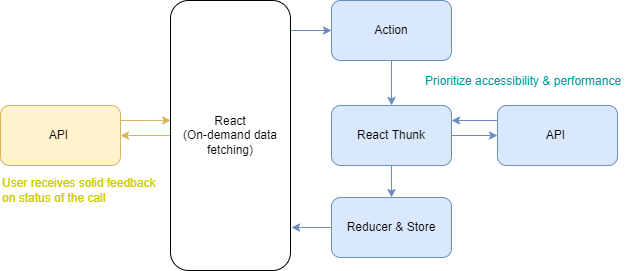 Action
Prioritize accessibility & performance
API
React
(On-demand data
fetching)
React Thunk
API
User receives solid feedback
on status of the call
Reducer & Store